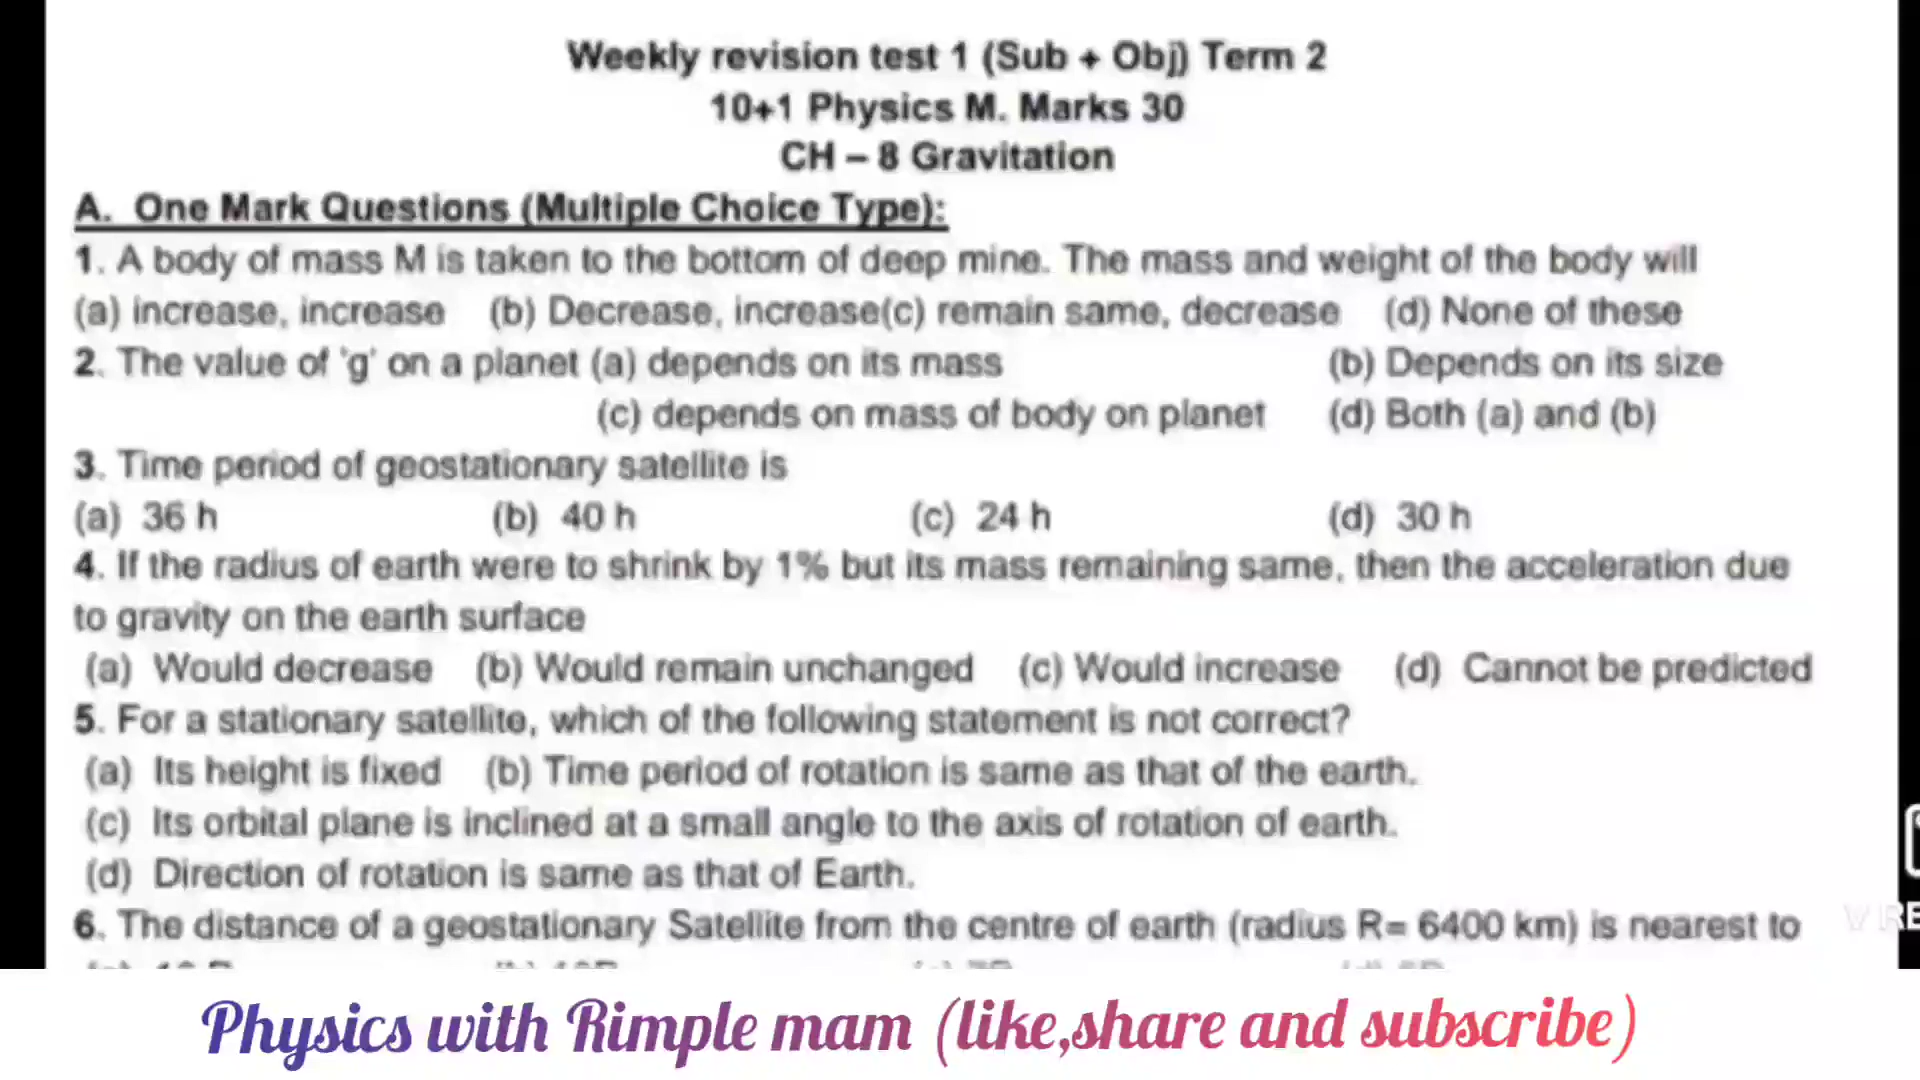 Weekly revision test 1 (Sub + Obj) Term 2
10+1 Physics M. Marks 30
CH – 8 Gravitation
A. One Mark Questions (Multiple Choice Type):
1. A body of mass M is taken to the bottom of deep mine. The mass and weight of the body will
(a) increase, increase (b) Decrease, increase(c) remain same, decrease (d) None of these
2. The value of 'g' on a planet (a) depends on its mass (b) Depends on its size
(c) depends on mass of body on planet (d) Both (a) and (b)
3. Time period of geostationary satellite is
(a) 36 h (b) 40 h (c) 24 h (d) 30 h
4. If the radius of earth were to shrink by 1% but its mass remaining same, then the acceleration due
to gravity on the earth surface
(a) Would decrease (b) Would remain unchanged (c) Would increase (d) Cannot be predicted
5. For a stationary satellite, which of the following statement is not correct?
(a) Its height is fixed (b) Time period of rotation is same as that of the earth.
(c) Its orbital plane is inclined at a small angle to the axis of rotation of earth.
(d) Direction of rotation is same as that of Earth.
6. The distance of a geostationary Satellite from the centre of earth (radius R= 6400 km) is nearest to
Physics with Rimple mam (like,share and subscribe)